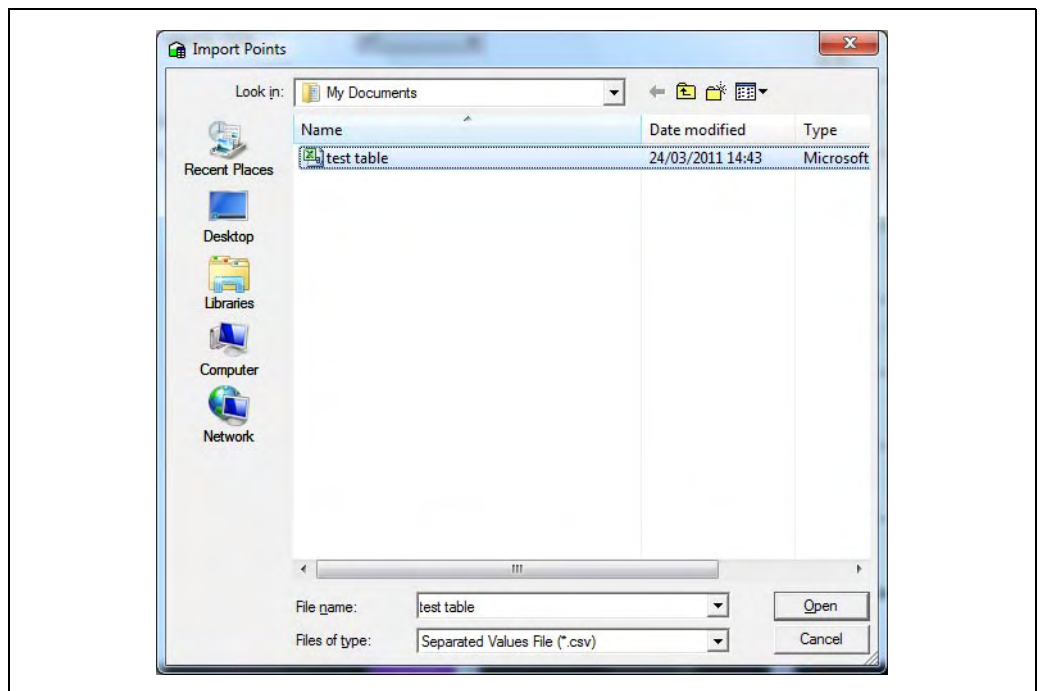 Import Points
Look in: My Documents
Name Date modified Type
test table 24/03/2011 14:43 Microsoft
Recent Places
Desktop
Libraries
Computer
Network
File name: test table Open
Files of type: Separated Values File (*.csv) Cancel